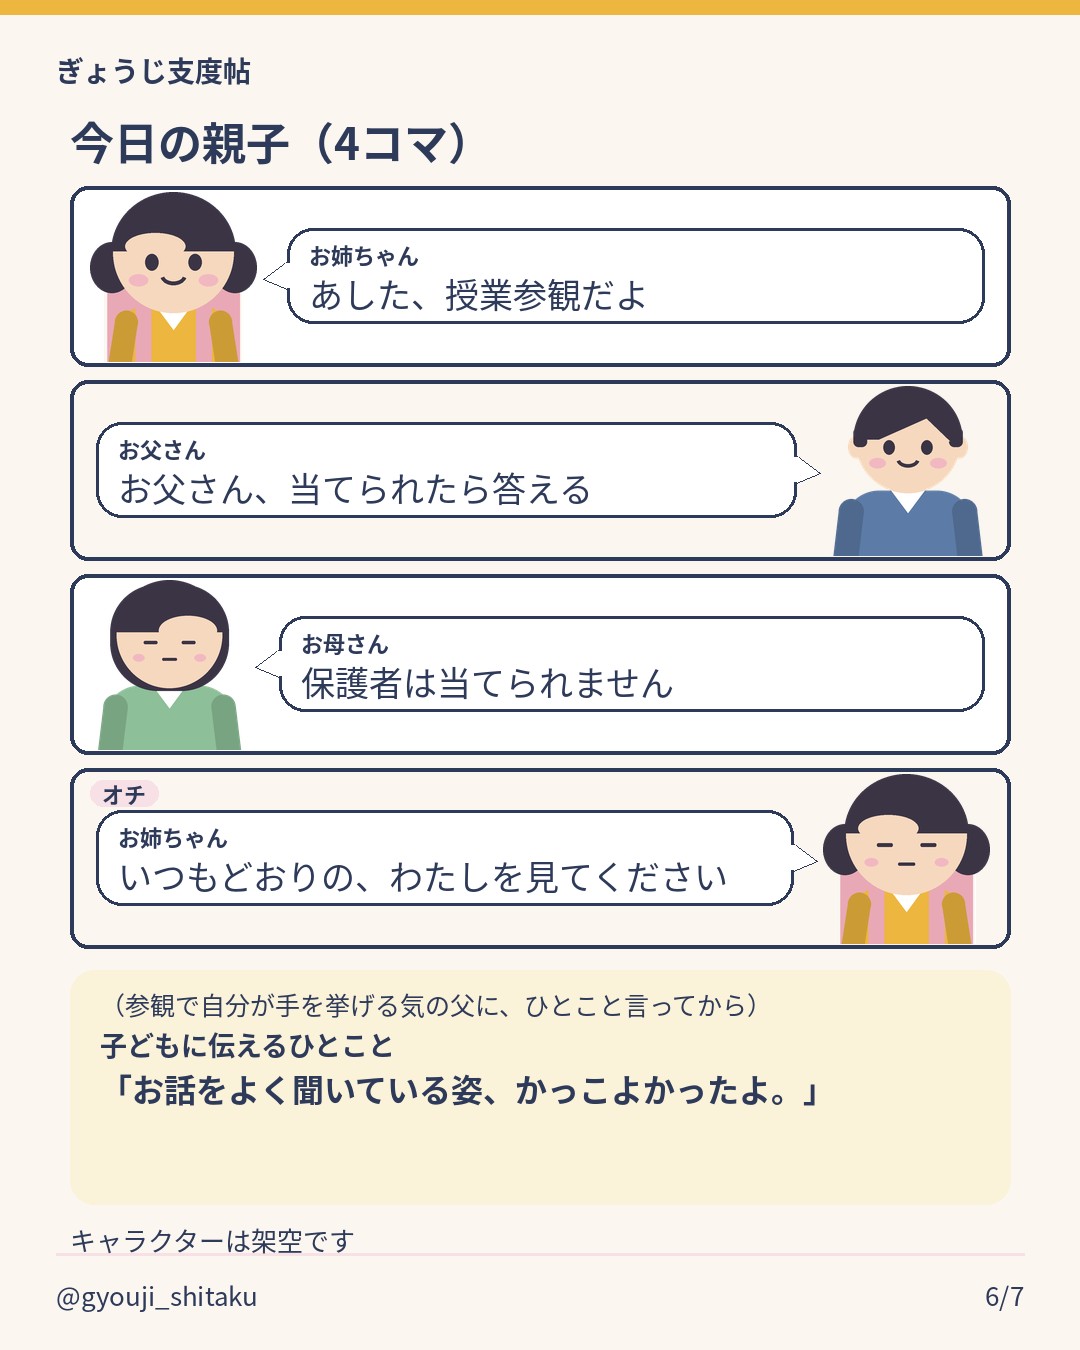 ぎょうじ支度帖
今日の親子（4コマ）
お姉ちゃん
あした、授業参観だよ
お父さん
お父さん、当てられたら答える
お母さん
保護者は当てられません
オチ
お姉ちゃん
いつもどおりの、わたしを見てください
（参観で自分が手を挙げる気の父に、ひとこと言ってから）
子どもに伝えるひとこと
「お話をよく聞いている姿、かっこよかったよ。」
キャラクターは架空です
@gyouji_shitaku
6/7